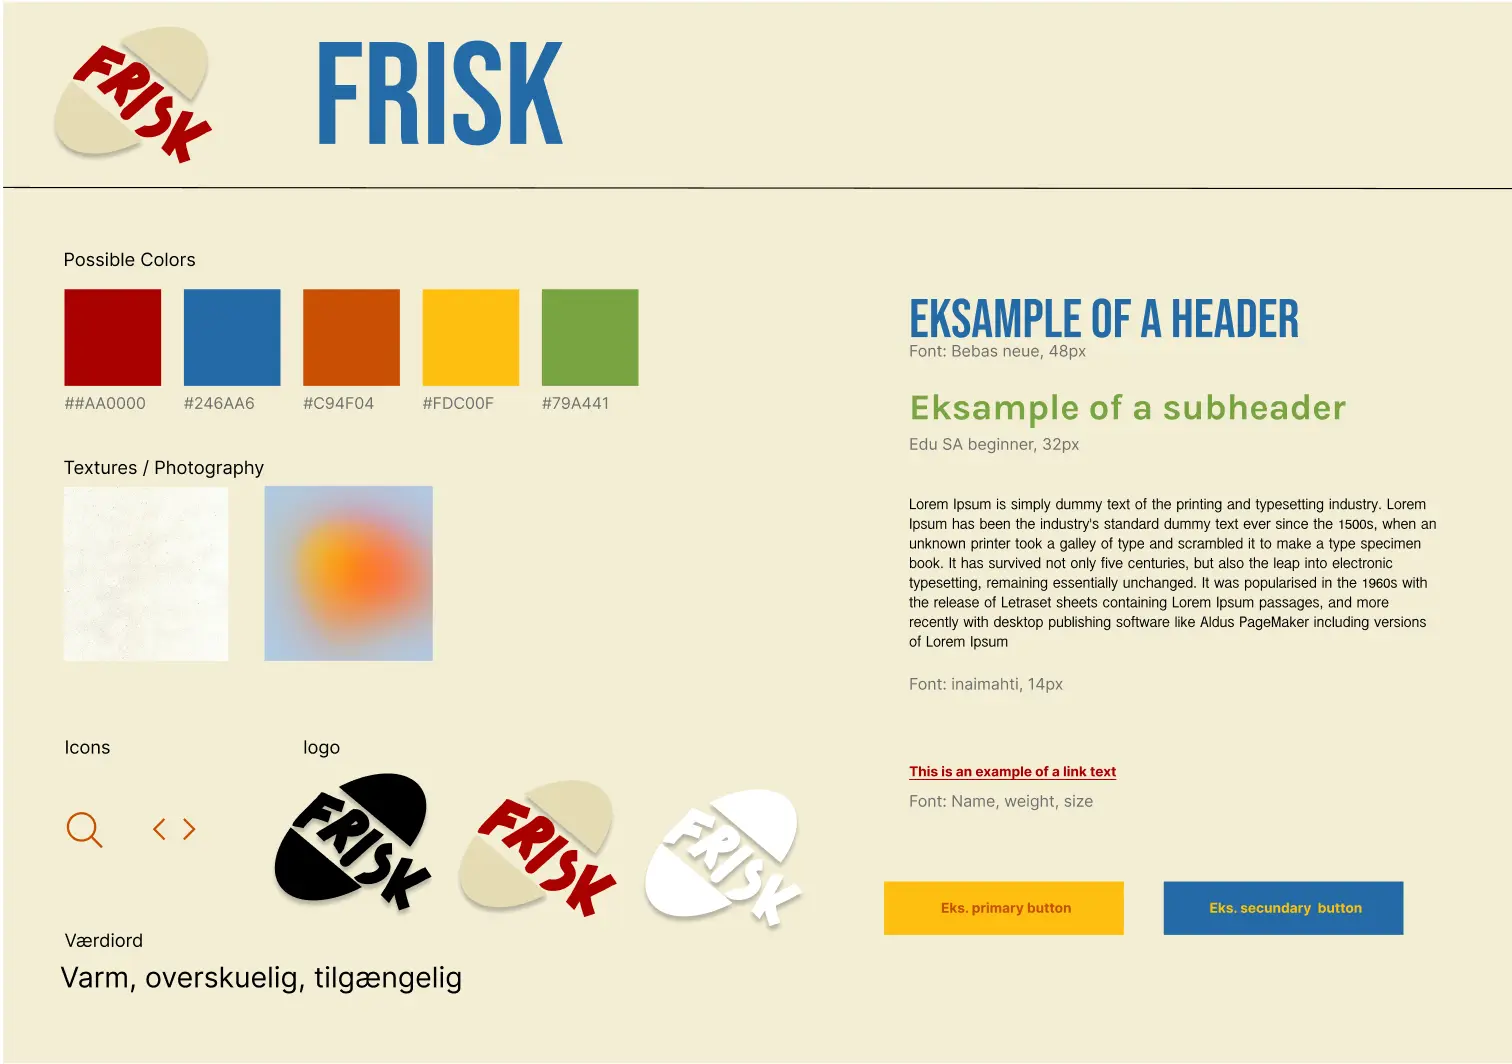 FRISK
FRISK
Possible Colors
##AA0000
#246AA6
#C94F04
#FDC00F
#79A441
Textures / Photography
Icons
logo
FRISK
FRISK
FRISK
Værdiord
Varm, overskuelig, tilgængelig
EKSAMPLE OF A HEADER
Font: Bebas neue, 48px
Eksample of a subheader
Edu SA beginner, 32px
Lorem Ipsum is simply dummy text of the printing and typesetting industry. Lorem
Ipsum has been the industry's standard dummy text ever since the 1500s, when an
unknown printer took a galley of type and scrambled it to make a type specimen
book. It has survived not only five centuries, but also the leap into electronic
typesetting, remaining essentially unchanged. It was popularised in the 1960s with
the release of Letraset sheets containing Lorem Ipsum passages, and more
recently with desktop publishing software like Aldus PageMaker including versions
of Lorem Ipsum
Font: inaimahti, 14px
This is an example of a link text
Font: Name, weight, size
Eks. primary button
Eks. secundary button